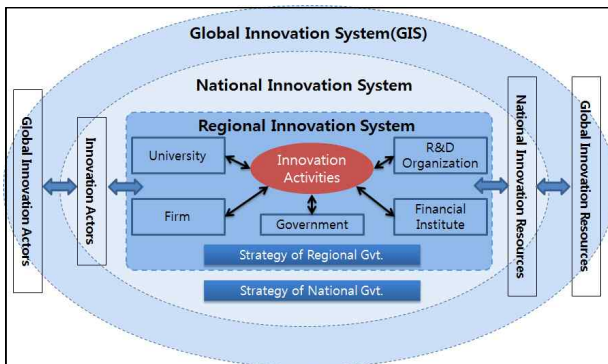 Global Innovation System(GIS)
National Innovation System
Regional Innovation System
Global Innovation Actors
Innovation Actors
University
Innovation
Activities
R&D
Organization
Firm
Government
Financial
Institute
National Innovation Resources
Global Innovation Resources
Strategy of Regional Gvt.
Strategy of National Gvt.